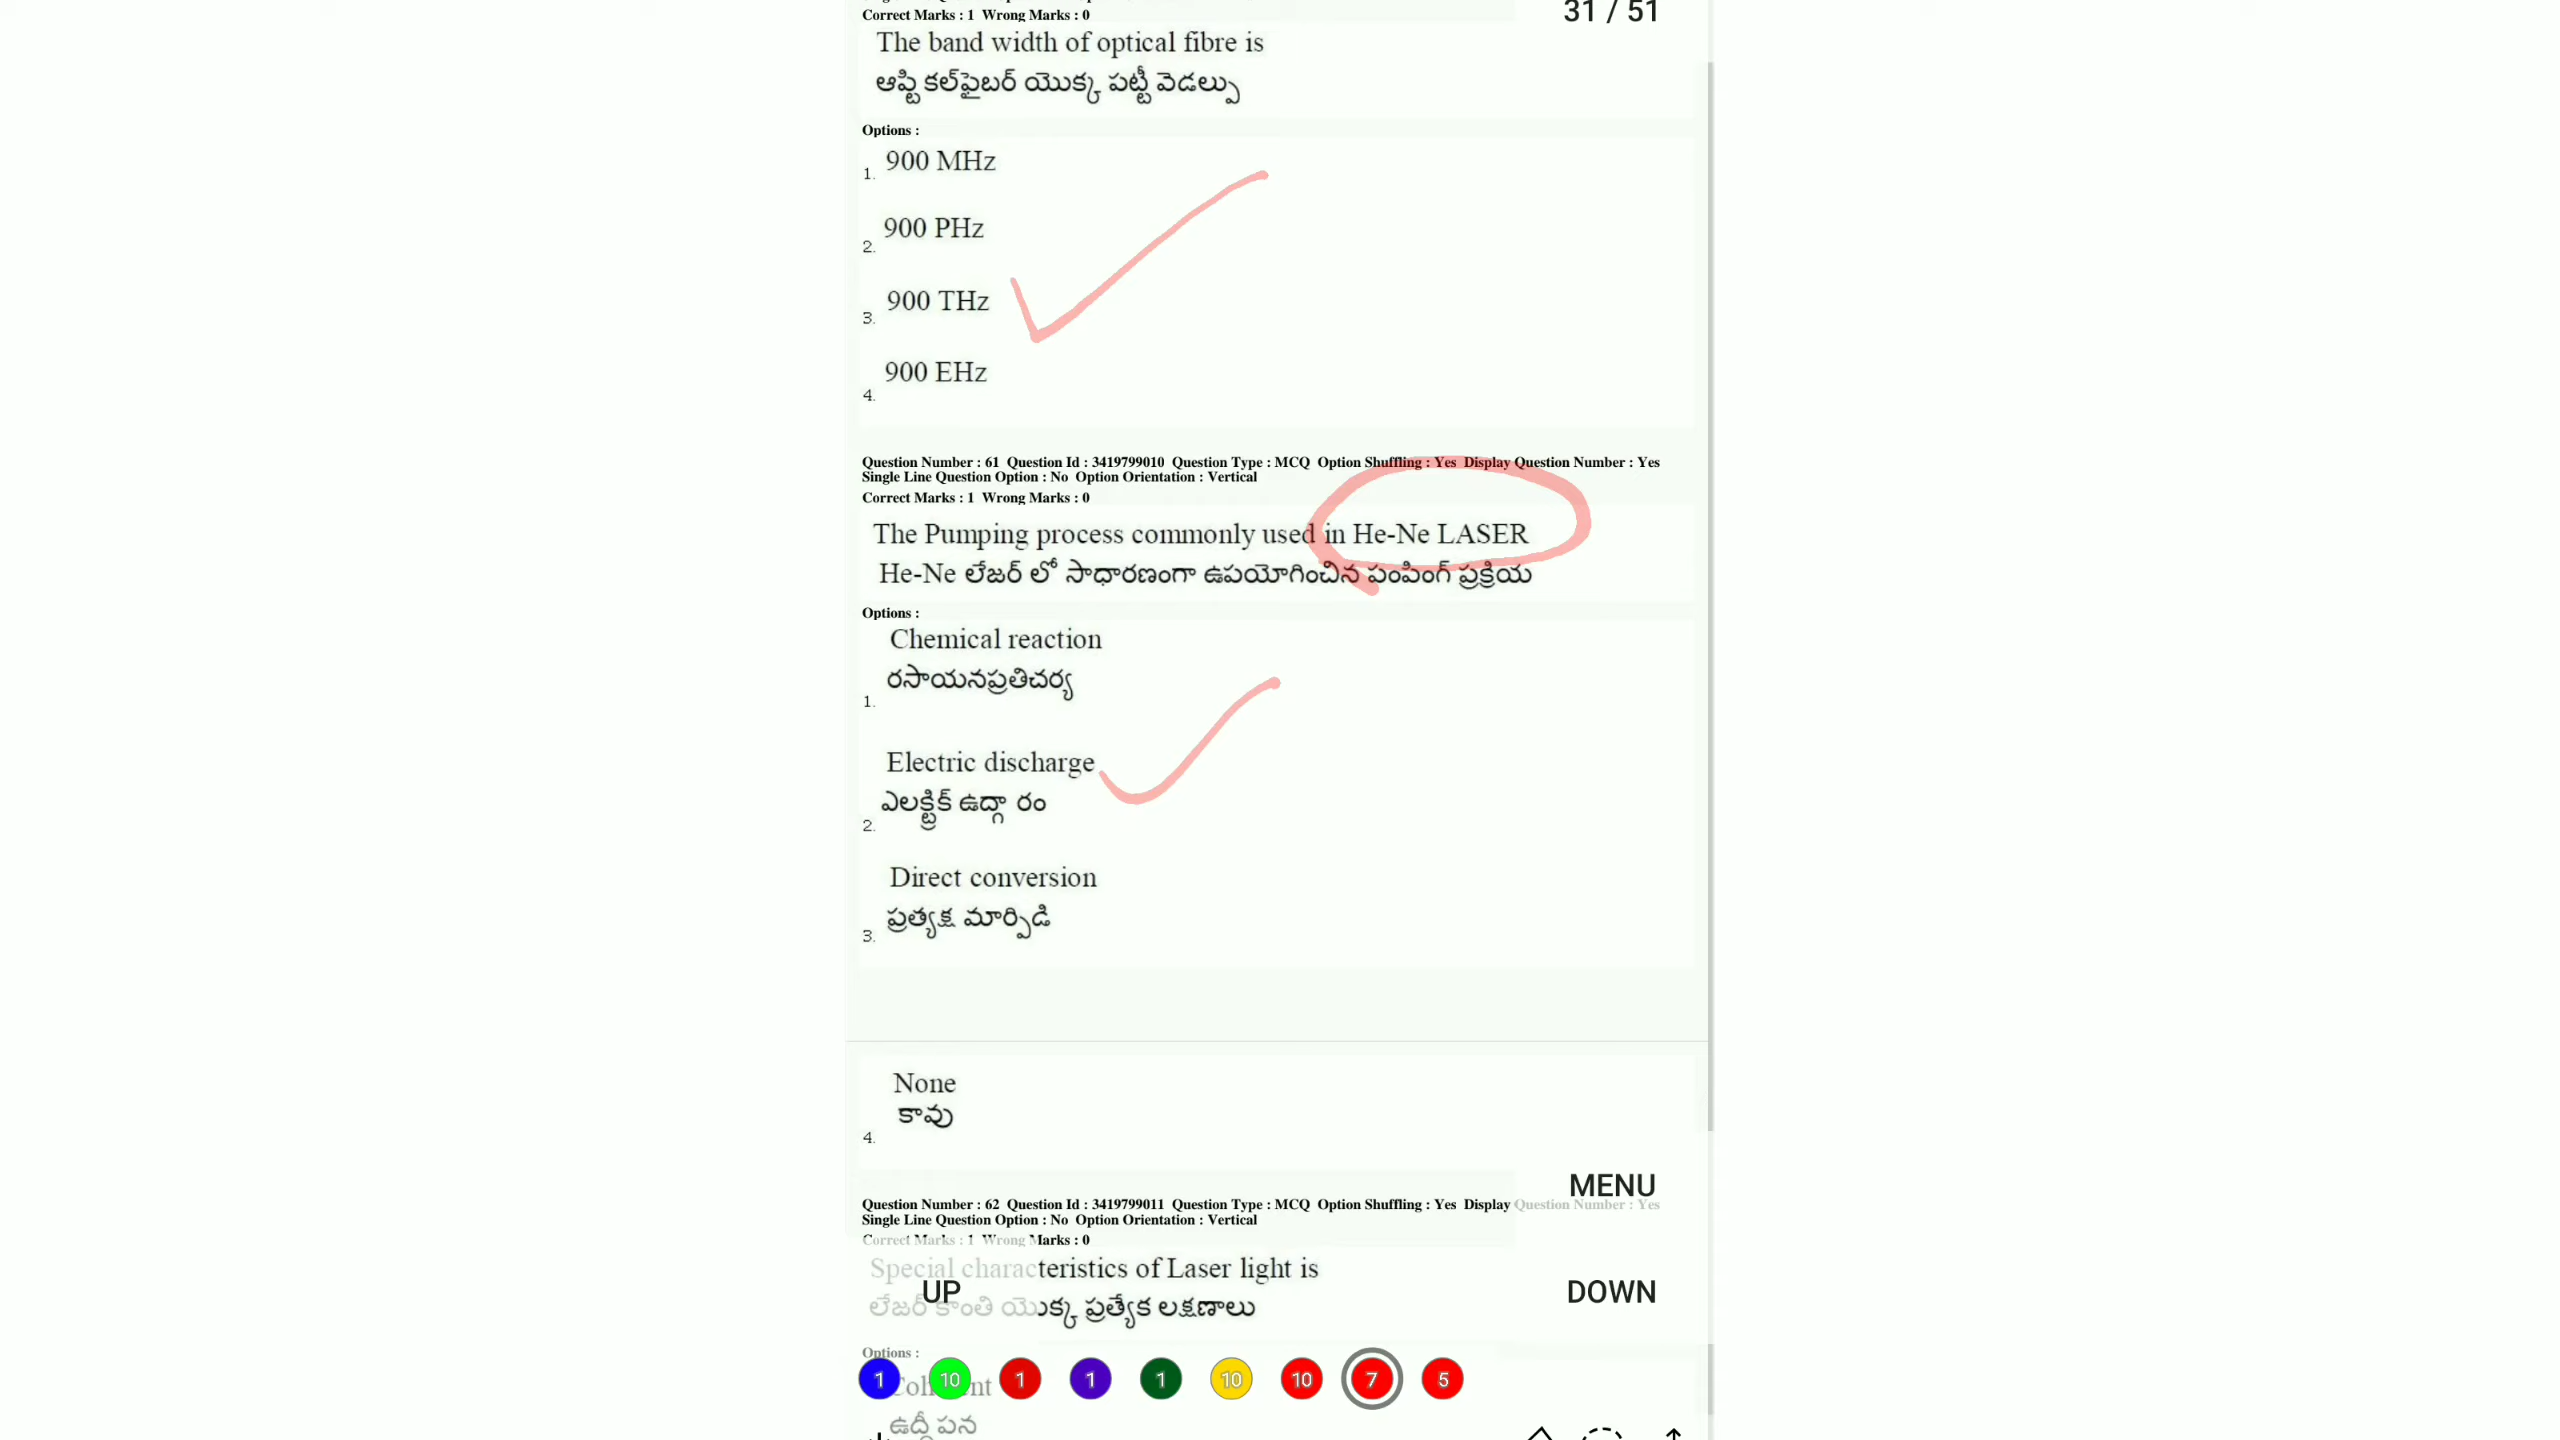 Correct Marks : 1 Wrong Marks : 0
31 / 51
The band width of optical fibre is
ఆప్టికల్‌ఫైబర్ యొక్క పట్టీ వెడల్పు
Options :
1. 900 MHz
2. 900 PHz
3. 900 THz
4. 900 EHz
Question Number : 61 Question Id : 3419799010 Question Type : MCQ Option Shuffling : Yes Display Question Number : Yes
Single Line Question Option : No Option Orientation : Vertical
Correct Marks : 1 Wrong Marks : 0
The Pumping process commonly used in He-Ne LASER
He-Ne లేజర్ లో సాధారణంగా ఉపయోగించిన పంపింగ్ ప్రక్రియ
Options :
Chemical reaction
రసాయనప్రతిచర్య
1.
Electric discharge
ఎలక్ట్రిక్ ఉద్గా రం
2.
Direct conversion
ప్రత్యక్ష మార్పిడి
3.
None
కావు
4.
MENU
Question Number : 62 Question Id : 3419799011 Question Type : MCQ Option Shuffling : Yes Display Question Number : Yes
Single Line Question Option : No Option Orientation : Vertical
Correct Marks : 1 Wrong Marks : 0
Special characteristics of Laser light is
UP
DOWN
లేజర్ కాంతి యొక్క ప్రత్యేక లక్షణాలు
Options :
1 10 1 1 1 10 10 7 5
ఉద్దీపన